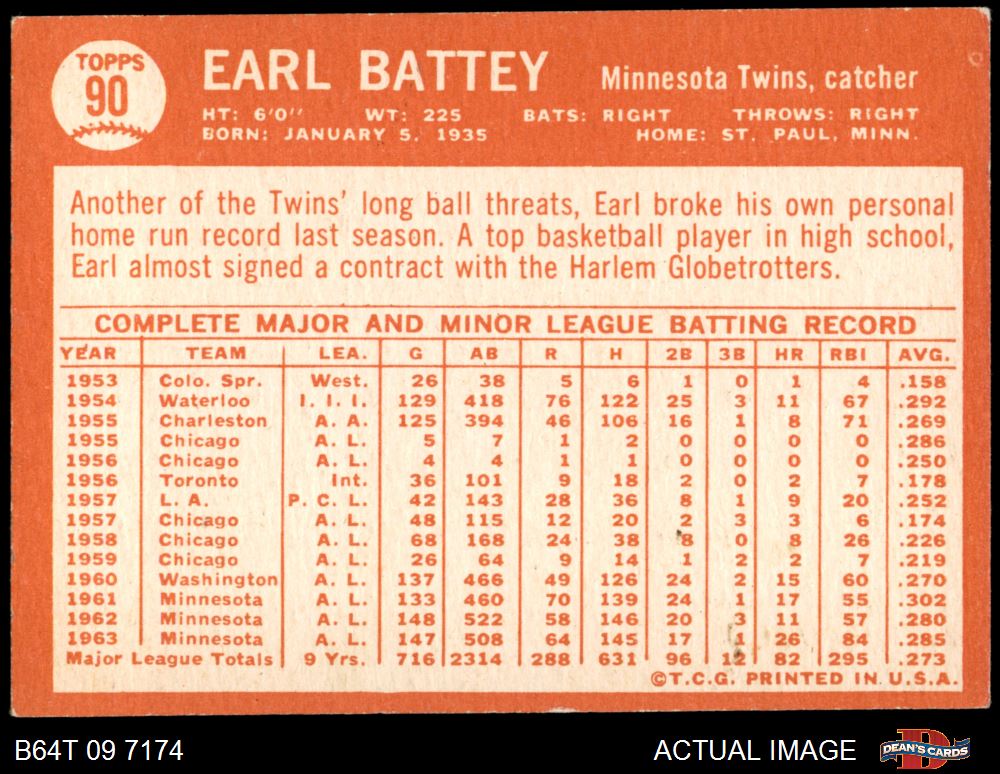 TOPPS
90
EARL BATTEY
Minnesota Twins, catcher
HT: 6'0'' WT: 225 BATS: RIGHT THROWS: RIGHT
BORN: JANUARY 5, 1935 HOME: ST. PAUL, MINN.
Another of the Twins' long ball threats, Earl broke his own personal
home run record last season. A top basketball player in high school,
Earl almost signed a contract with the Harlem Globetrotters.
COMPLETE MAJOR AND MINOR LEAGUE BATTING RECORD
YEAR TEAM LEA. G AB R H 2B 3B HR RBI AVG.
1953 Colo. Spr. West. 26 38 5 6 1 0 1 4 .158
1954 Waterloo I. I. I. 129 418 76 122 25 3 11 67 .292
1955 Charleston A. A. 125 394 46 106 16 1 8 71 .269
1955 Chicago A. L. 5 7 1 2 0 0 0 0 .286
1956 Chicago A. L. 4 4 1 1 0 0 0 0 .250
1956 Toronto Int. 36 101 9 18 2 0 2 7 .178
1957 L. A. P. C. L. 42 143 28 36 8 1 9 20 .252
1957 Chicago A. L. 48 115 12 20 2 3 3 6 .174
1958 Chicago A. L. 68 168 24 38 8 0 8 26 .226
1959 Chicago A. L. 26 64 9 14 1 2 2 7 .219
1960 Washington A. L. 137 466 49 126 24 2 15 60 .270
1961 Minnesota A. L. 133 460 70 139 24 1 17 55 .302
1962 Minnesota A. L. 148 522 58 146 20 3 11 57 .280
1963 Minnesota A. L. 147 508 64 145 17 1 26 84 .285
Major League Totals 9 Yrs. 716 2314 288 631 96 12 82 295 .273
©T.C.G. PRINTED IN U.S.A.
B64T 09 7174 ACTUAL IMAGE DEAN'S CARDS